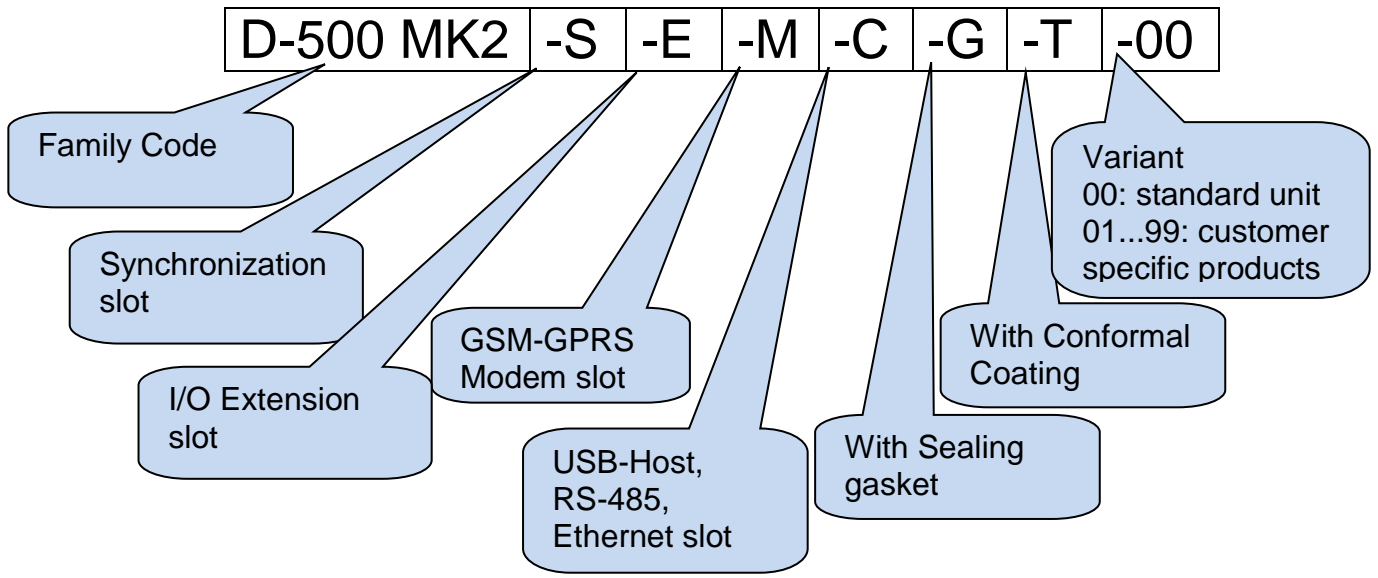 D-500 MK2 -S -E -M -C -G -T -00
Family Code
Synchronization
slot
I/O Extension
slot
GSM-GPRS
Modem slot
USB-Host,
RS-485,
Ethernet slot
With Sealing
gasket
With Conformal
Coating
Variant
00: standard unit
01...99: customer
specific products